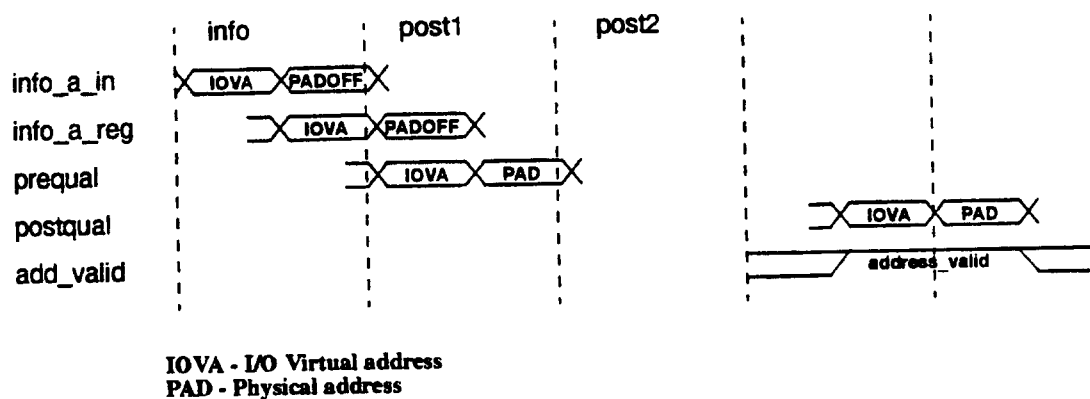 info post1 post2
info_a_in IOVA PADOFF
info_a_reg IOVA PADOFF
prequal IOVA PAD
postqual IOVA PAD
add_valid address_valid
IOVA - I/O Virtual address
PAD - Physical address